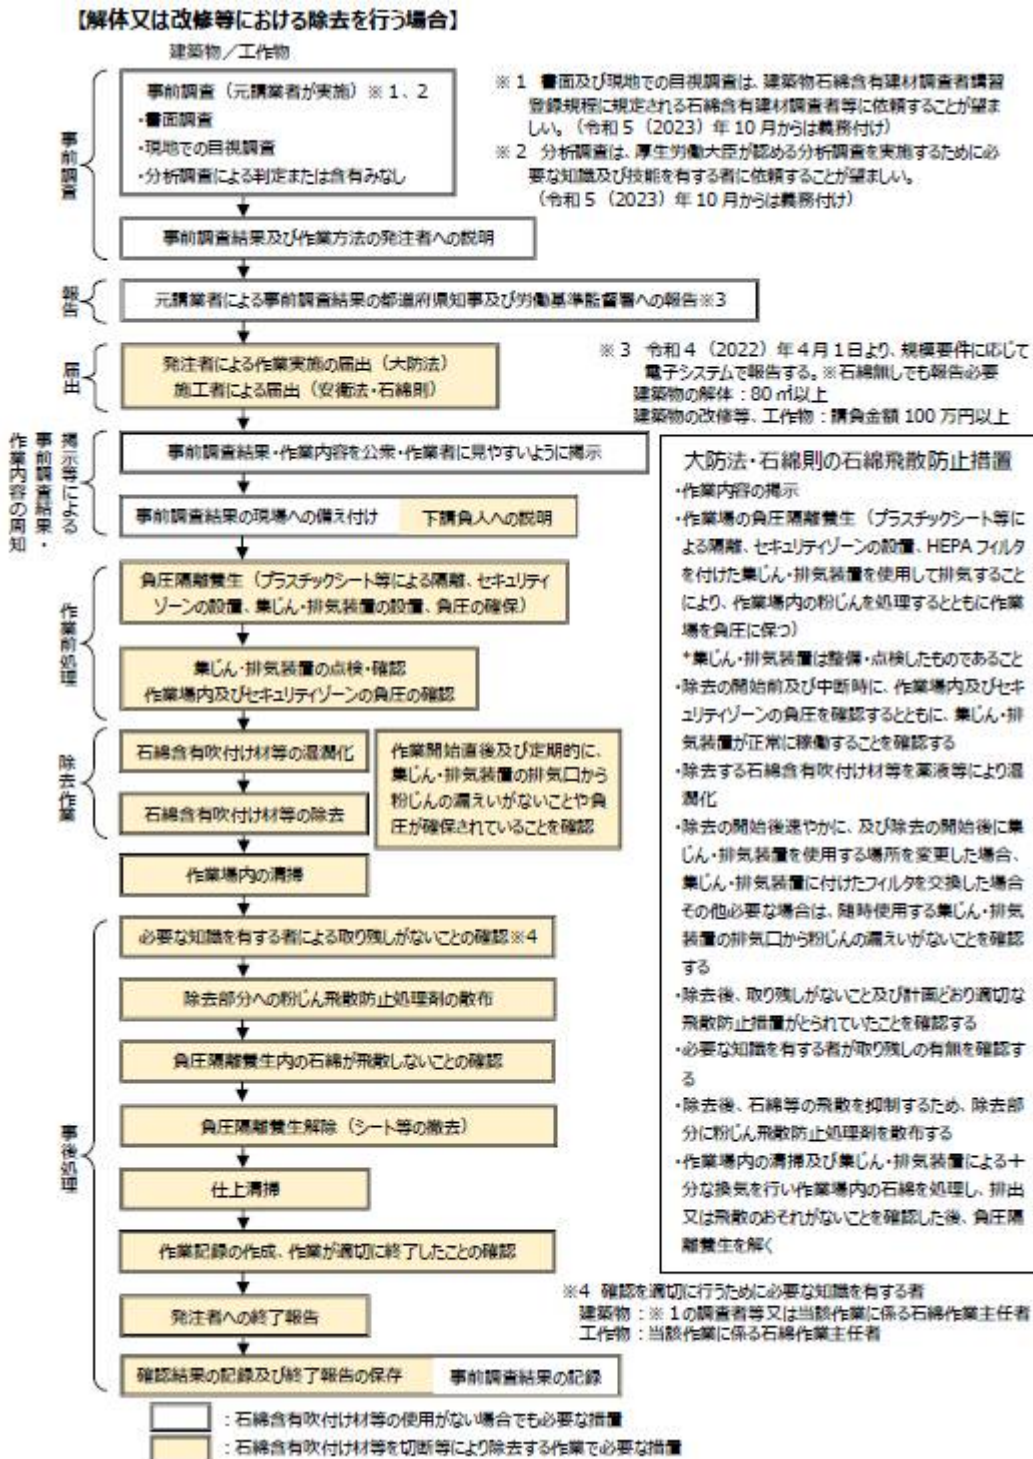 【解体又は改修等における除去を行う場合】
建築物／工作物
事前調査
事前調査（元請業者が実施）※１、２
・書面調査
・現地での目視調査
・分析調査による判定または含有みなし
※１ 書面及び現地での目視調査は、建築物石綿含有建材調査者講習
登録規程に規定される石綿含有建材調査者等に依頼することが望ま
しい。（令和５（2023）年 10 月からは義務付け）
※２ 分析調査は、厚生労働大臣が認める分析調査を実施するために必
要な知識及び技能を有する者に依頼することが望ましい。
（令和５（2023）年 10 月からは義務付け）
事前調査結果及び作業方法の発注者への説明
報告
元請業者による事前調査結果の都道府県知事及び労働基準監督署への報告※3
届出
発注者による作業実施の届出（大防法）
施工者による届出（安衛法・石綿則）
※３ 令和４（2022）年４月１日より、規模要件に応じて
電子システムで報告する。※石綿無しでも報告必要
建築物の解体：80 ㎡以上
建築物の改修等、工作物：請負金額 100 万円以上
掲示等による
事前調査結果・
作業内容の周知
事前調査結果・作業内容を公衆・作業者に見やすいように掲示
事前調査結果の現場への備え付け
下請負人への説明
作業前処理
負圧隔離養生（プラスチックシート等による隔離、セキュリティ
ゾーンの設置、集じん・排気装置の設置、負圧の確保）
集じん・排気装置の点検・確認
作業場内及びセキュリティゾーンの負圧の確認
除去作業
石綿含有吹付け材等の湿潤化
石綿含有吹付け材等の除去
作業開始直後及び定期的に、
集じん・排気装置の排気口から
粉じんの漏えいがないことや負
圧が確保されていることを確認
作業場内の清掃
事後処理
必要な知識を有する者による取り残しがないことの確認※4
除去部分への粉じん飛散防止処理剤の散布
負圧隔離養生内の石綿が飛散しないことの確認
負圧隔離養生解除（シート等の撤去）
仕上清掃
作業記録の作成、作業が適切に終了したことの確認
発注者への終了報告
確認結果の記録及び終了報告の保存
事前調査結果の記録
大防法・石綿則の石綿飛散防止措置
・作業内容の掲示
・作業場の負圧隔離養生（プラスチックシート等に
よる隔離、セキュリティゾーンの設置、HEPA フィルタ
を付けた集じん・排気装置を使用して排気すること
により、作業場内の粉じんを処理するとともに作業
場を負圧に保つ）
*集じん・排気装置は整備・点検したものであること
・除去の開始前及び中断時に、作業場内及びセキ
ュリティゾーンの負圧を確認するとともに、集じん・排
気装置が正常に稼働することを確認する
・除去する石綿含有吹付け材等を薬液等により湿
潤化
・除去の開始後速やかに、及び除去の開始後に集
じん・排気装置を使用する場所を変更した場合、
集じん・排気装置に付けたフィルタを交換した場合
その他必要な場合は、随時使用する集じん・排気
装置の排気口から粉じんの漏えいがないことを確認
する
・除去後、取り残しがないこと及び計画どおり適切な
飛散防止措置がとられていたことを確認する
・必要な知識を有する者が取り残しの有無を確認す
る
・除去後、石綿等の飛散を抑制するため、除去部
分に粉じん飛散防止処理剤を散布する
・作業場内の清掃及び集じん・排気装置による十
分な換気を行い作業場内の石綿を処理し、排出
又は飛散のおそれがないことを確認した後、負圧隔
離養生を解く
※4 確認を適切に行うために必要な知識を有する者
建築物：※１の調査者等又は当該作業に係る石綿作業主任者
工作物：当該作業に係る石綿作業主任者
：石綿含有吹付け材等の使用がない場合でも必要な措置
：石綿含有吹付け材等を切断等により除去する作業で必要な措置